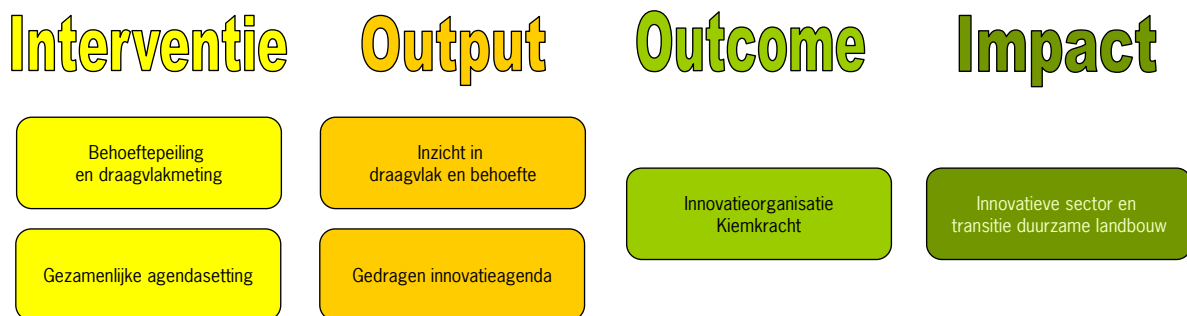 Interventie
Output
Outcome
Impact
Behoeftepeiling
en draagvlakmeting
Inzicht in
draagvlak en behoefte
Innovatieorganisatie
Kiemkracht
Innovatieve sector en
transitie duurzame landbouw
Gezamenlijke agendasetting
Gedragen innovatieagenda